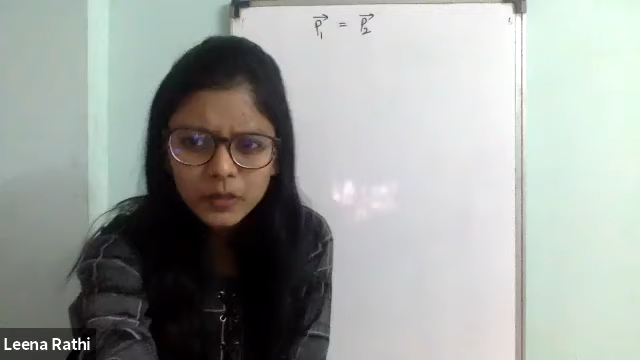 p⃗₁ = p⃗₂
Leena Rathi